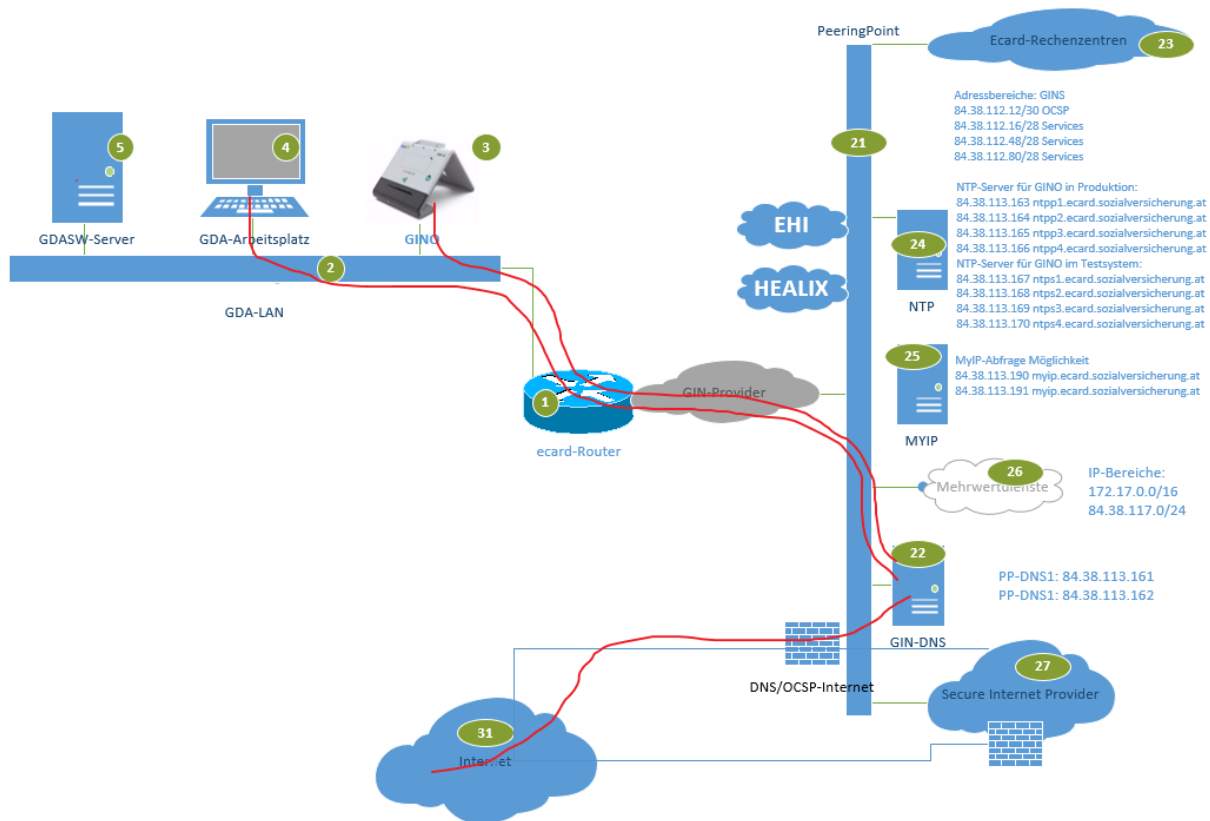 PeeringPoint
Ecard-Rechenzentren
23
Adressbereiche: GINS
84.38.112.12/30 OCSP
84.38.112.16/28 Services
84.38.112.48/28 Services
84.38.112.80/28 Services
5
4
3
21
GDASW-Server
GDA-Arbeitsplatz
GINO
2
GDA-LAN
EHI
HEALIX
24
NTP
NTP-Server für GINO in Produktion:
84.38.113.163 ntpp1.ecard.sozialversicherung.at
84.38.113.164 ntpp2.ecard.sozialversicherung.at
84.38.113.165 ntpp3.ecard.sozialversicherung.at
84.38.113.166 ntpp4.ecard.sozialversicherung.at
NTP-Server für GINO im Testsystem:
84.38.113.167 ntps1.ecard.sozialversicherung.at
84.38.113.168 ntps2.ecard.sozialversicherung.at
84.38.113.169 ntps3.ecard.sozialversicherung.at
84.38.113.170 ntps4.ecard.sozialversicherung.at
25
MYIP
MyIP-Abfrage Möglichkeit
84.38.113.190 myip.ecard.sozialversicherung.at
84.38.113.191 myip.ecard.sozialversicherung.at
1
GIN-Provider
ecard-Router
26
Mehrwertdienste
IP-Bereiche:
172.17.0.0/16
84.38.117.0/24
22
GIN-DNS
PP-DNS1: 84.38.113.161
PP-DNS1: 84.38.113.162
DNS/OCSP-Internet
27
Secure Internet Provider
31
Internet